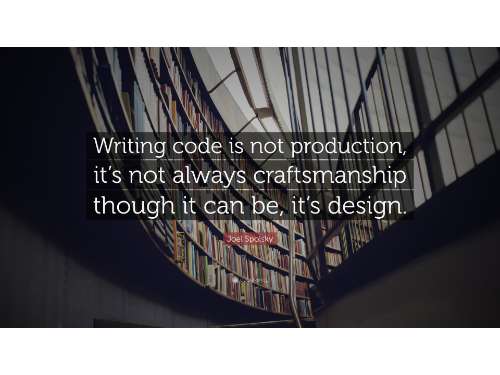 Writing code is not production,
it's not always craftsmanship
though it can be, it's design.
Joel Spolsky